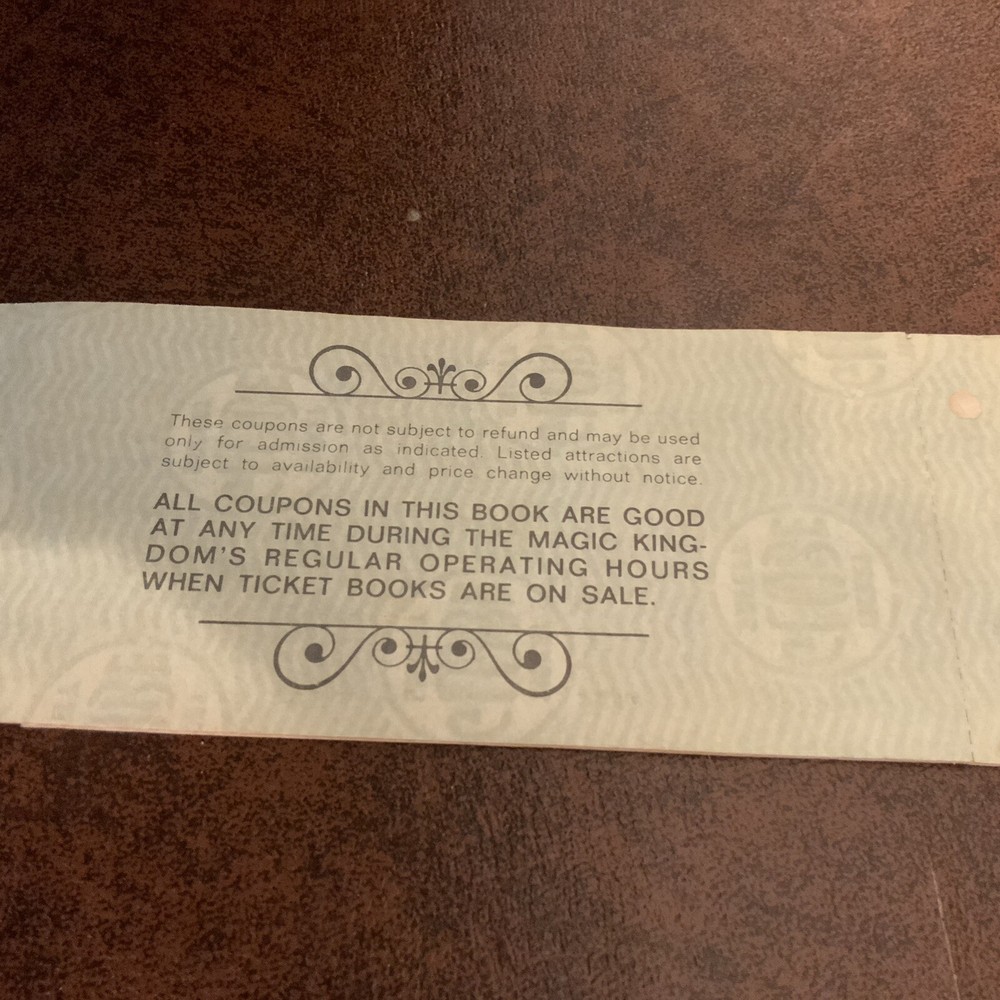 These coupons are not subject to refund and may be used
only for admission as indicated. Listed attractions are
subject to availability and price change without notice.
ALL COUPONS IN THIS BOOK ARE GOOD
AT ANY TIME DURING THE MAGIC KING-
DOM'S REGULAR OPERATING HOURS
WHEN TICKET BOOKS ARE ON SALE.